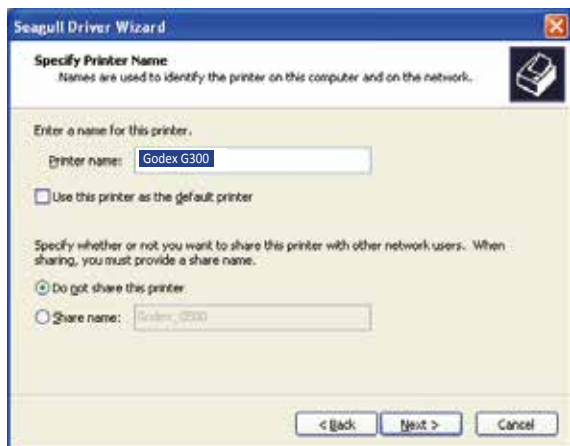 Seagull Driver Wizard
Specify Printer Name
Names are used to identify the printer on this computer and on the network.
Enter a name for this printer.
Printer name: Godex G300
Use this printer as the default printer
Specify whether or not you want to share this printer with other network users. When
sharing, you must provide a share name.
Do not share this printer
Share name:
< Back Next > Cancel